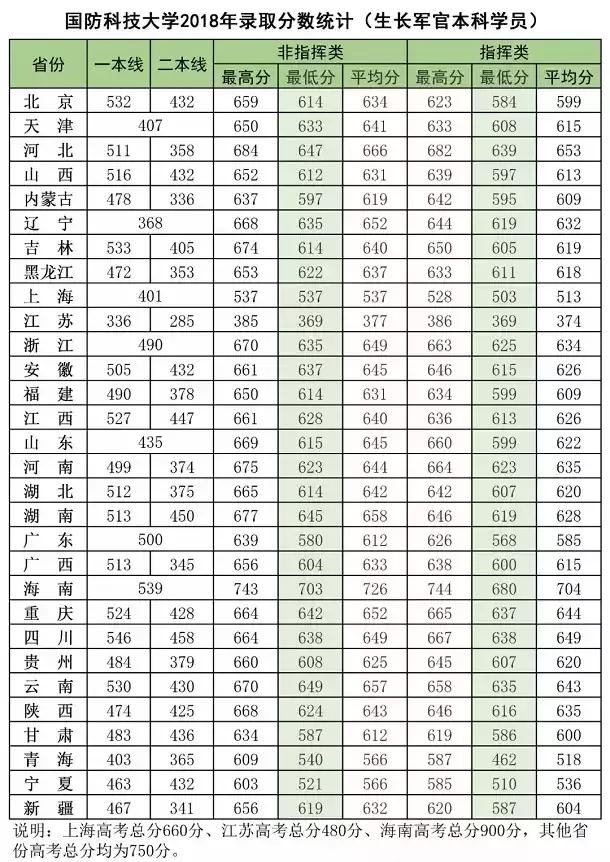 国防科技大学2018年录取分数统计（生长军官本科学员）
省份 一本线 二本线 非指挥类 指挥类
最高分 最低分 平均分 最高分 最低分 平均分
北京 532 432 659 614 634 623 584 599
天津 407 650 633 641 633 608 615
河北 511 358 684 647 666 682 639 653
山西 516 432 652 612 631 639 597 613
内蒙古 478 336 637 597 619 642 595 609
辽宁 368 668 635 652 644 619 632
吉林 533 405 674 614 640 650 605 619
黑龙江 472 353 653 622 637 633 611 618
上海 401 537 537 537 528 503 513
江苏 336 285 385 369 377 386 369 374
浙江 490 670 635 649 663 625 634
安徽 505 432 661 637 645 646 615 626
福建 490 378 650 614 631 634 599 609
江西 527 447 661 628 640 636 613 626
山东 435 669 615 645 660 599 622
河南 499 374 675 623 644 664 623 635
湖北 512 375 665 614 642 642 607 620
湖南 513 450 677 645 658 646 619 628
广东 500 639 580 612 626 568 585
广西 513 345 656 604 633 638 600 615
海南 539 743 703 726 744 680 704
重庆 524 428 664 642 652 665 637 644
四川 546 458 664 638 649 667 638 649
贵州 484 379 660 608 625 645 607 620
云南 530 430 670 649 657 658 635 643
陕西 474 425 668 624 643 646 616 635
甘肃 483 436 634 587 612 619 586 600
青海 403 365 609 540 566 587 462 518
宁夏 463 432 603 521 566 585 510 536
新疆 467 341 656 619 632 620 587 604
说明：上海高考总分660分、江苏高考总分480分、海南高考总分900分，其他省
份高考总分均为750分。